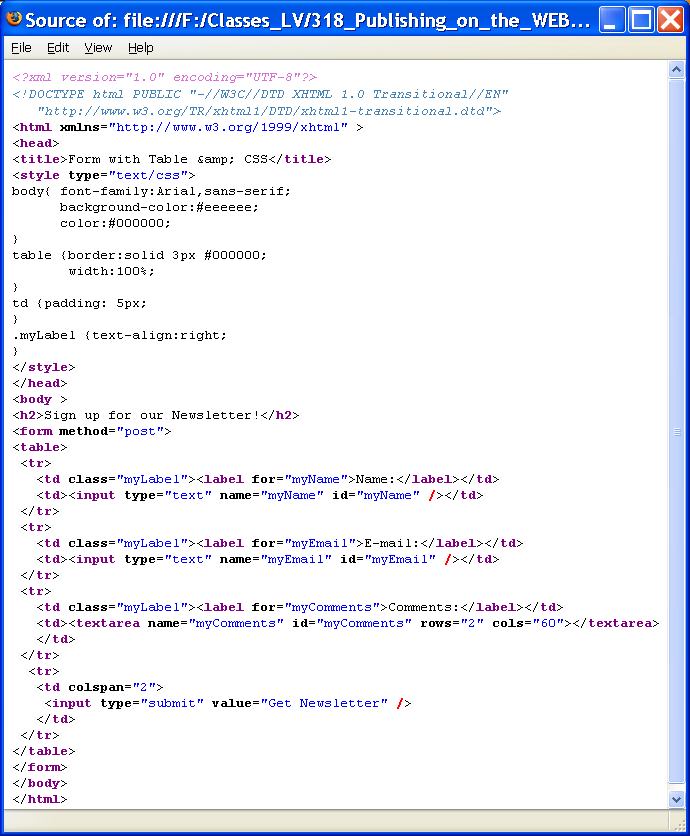 Source of: file:///F:/Classes_LV/318_Publishing_on_the_WEB...
File Edit View Help
<?xml version="1.0" encoding="UTF-8"?>
<!DOCTYPE html PUBLIC "-//W3C//DTD XHTML 1.0 Transitional//EN"
   "http://www.w3.org/TR/xhtml1/DTD/xhtml1-transitional.dtd">
<html xmlns="http://www.w3.org/1999/xhtml" >
<head>
<title>Form with Table &amp; CSS</title>
<style type="text/css">
body{ font-family:Arial,sans-serif;
      background-color:#eeeeee;
      color:#000000;
}
table {border:solid 3px #000000;
       width:100%;
}
td {padding: 5px;
}
.myLabel {text-align:right;
}
</style>
</head>
<body >
<h2>Sign up for our Newsletter!</h2>
<form method="post">
<table>
 <tr>
   <td class="myLabel"><label for="myName">Name:</label></td>
   <td><input type="text" name="myName" id="myName" /></td>
 </tr>
 <tr>
   <td class="myLabel"><label for="myEmail">E-mail:</label></td>
   <td><input type="text" name="myEmail" id="myEmail" /></td>
 </tr>
 <tr>
   <td class="myLabel"><label for="myComments">Comments:</label></td>
   <td><textarea name="myComments" id="myComments" rows="2" cols="60"></textarea>
   </td>
 </tr>
  <tr>
   <td colspan="2">
    <input type="submit" value="Get Newsletter" />
   </td>
 </tr>
</table>
</form>
</body>
</html>